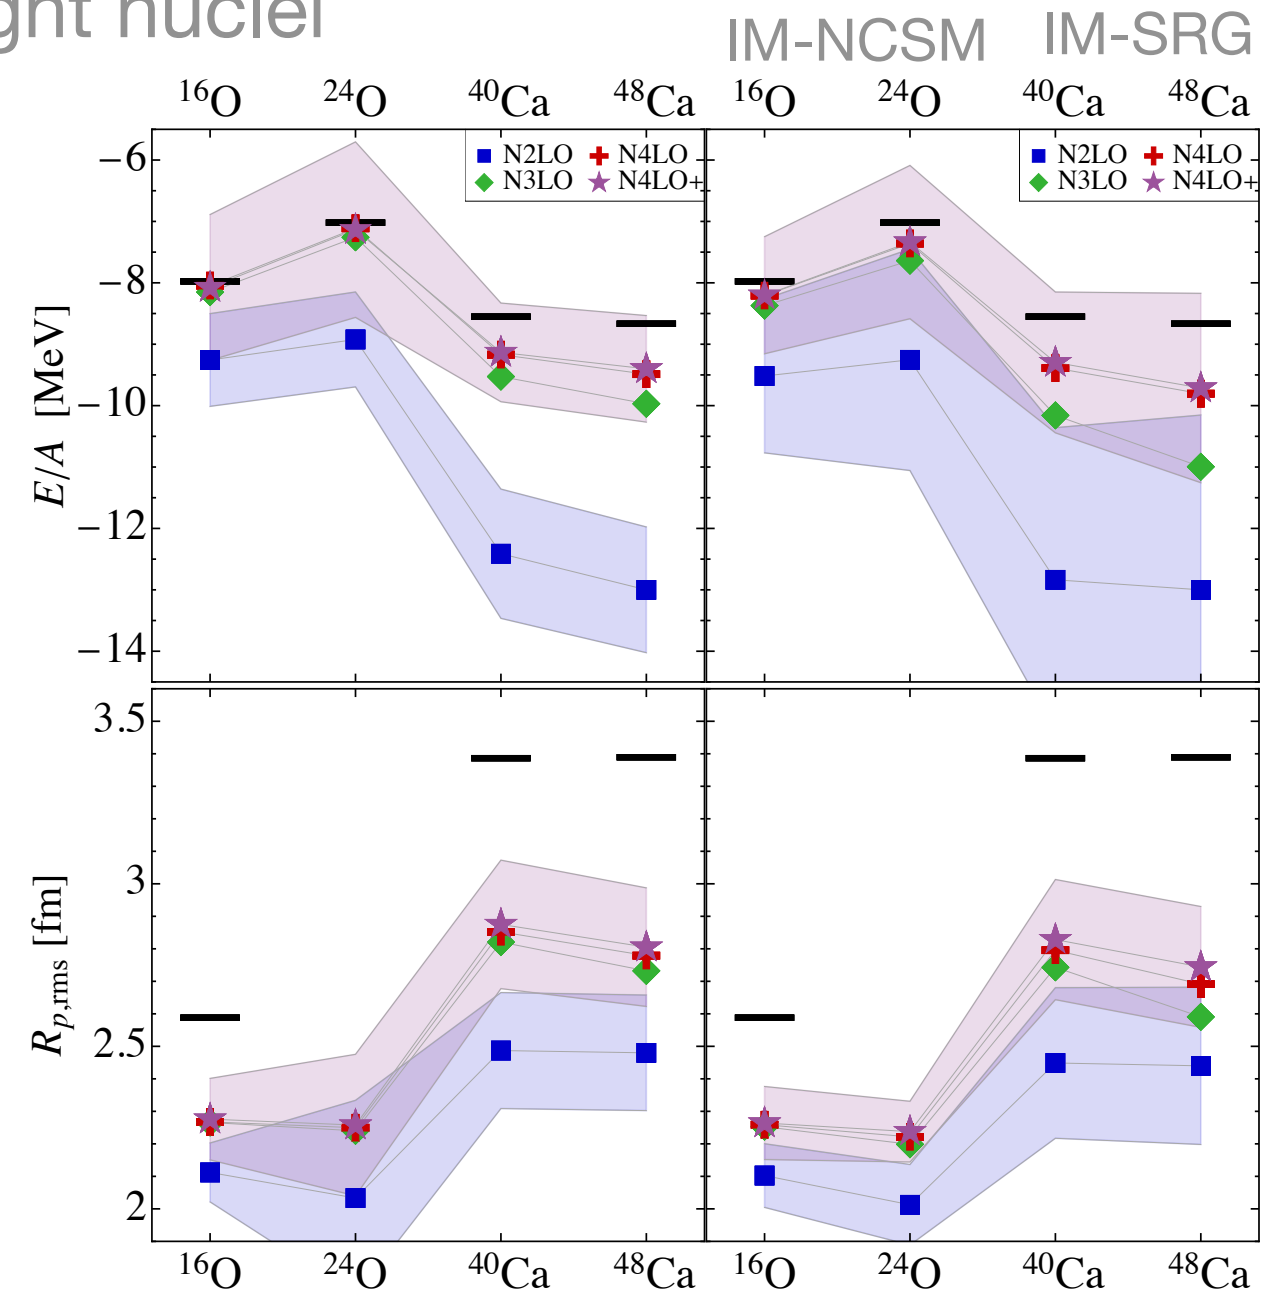 ght nuclei
IM-NCSM IM-SRG
16O 24O 40Ca 48Ca 16O 24O 40Ca 48Ca
N2LO N4LO
N3LO N4LO+
N2LO N4LO
N3LO N4LO+
−6
−8
−10
−12
−14
E/A [MeV]
3.5
3
2.5
2
Rp,rms [fm]
16O 24O 40Ca 48Ca 16O 24O 40Ca 48Ca